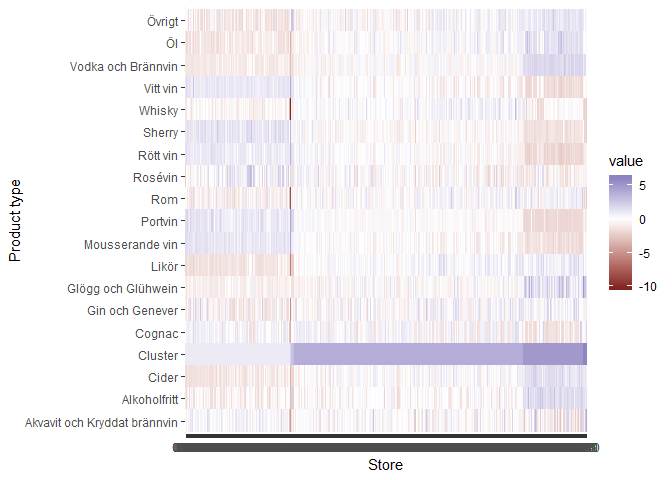 Övrigt
Öl
Vodka och Brännvin
Vitt vin
Whisky
Sherry
Rött vin
Rosévin
Rom
Portvin
Mousserande vin
Likör
Glögg och Glühwein
Gin och Genever
Cognac
Cluster
Cider
Alkoholfritt
Akvavit och Kryddat brännvin
Product type
Store
value
5
0
-5
-10